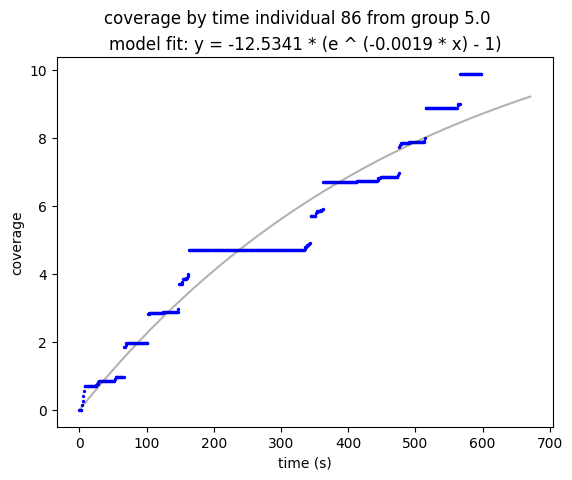 coverage by time individual 86 from group 5.0
model fit: y = -12.5341 * (e ^ (-0.0019 * x) - 1)
10
8
6
4
2
0
coverage
0 100 200 300 400 500 600 700
time (s)